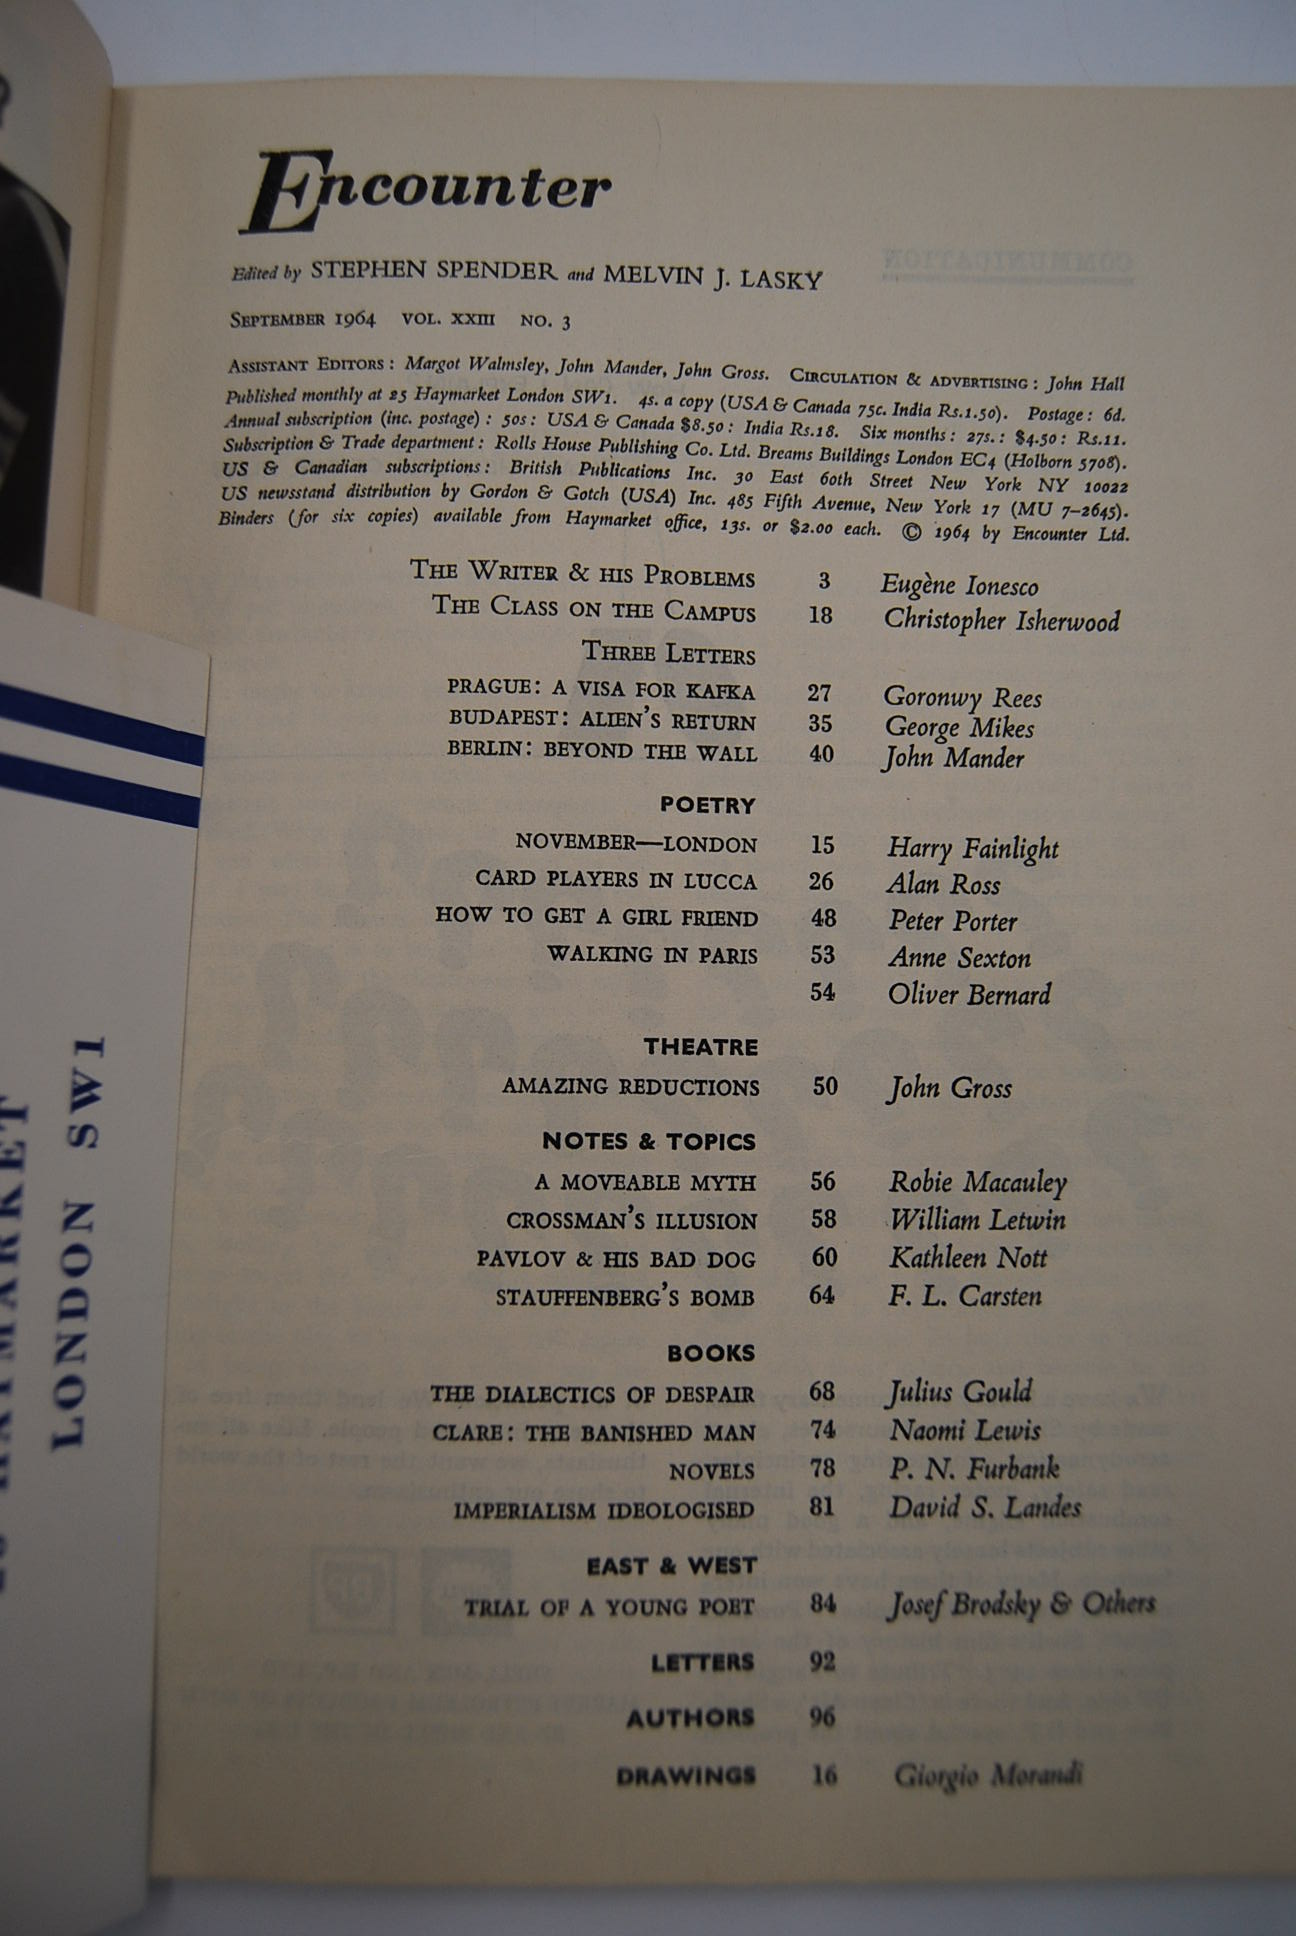 Encounter
Edited by STEPHEN SPENDER and MELVIN J. LASKY
COMMUNICATION
SEPTEMBER 1964 VOL. XXIII NO. 3
ASSISTANT EDITORS: Margot Walmsley, John Mander, John Gross. CIRCULATION & ADVERTISING: John Hall
Published monthly at 25 Haymarket London SW1. 4s. a copy (USA & Canada 75c. India Rs.1.50). Postage: 6d.
Annual subscription (inc. postage): 50s: USA & Canada $8.50: India Rs.18. Six months: 27s.: $4.50: Rs.11.
Subscription & Trade department: Rolls House Publishing Co. Ltd. Breams Buildings London EC4 (Holborn 5708).
US & Canadian subscriptions: British Publications Inc. 30 East 60th Street New York NY 10022
US newsstand distribution by Gordon & Gotch (USA) Inc. 485 Fifth Avenue, New York 17 (MU 7-2645).
Binders (for six copies) available from Haymarket office, 13s. or $2.00 each. © 1964 by Encounter Ltd.
THE WRITER & HIS PROBLEMS 3 Eugène Ionesco
THE CLASS ON THE CAMPUS 18 Christopher Isherwood
THREE LETTERS
PRAGUE: A VISA FOR KAFKA 27 Goronwy Rees
BUDAPEST: ALIEN'S RETURN 35 George Mikes
BERLIN: BEYOND THE WALL 40 John Mander
POETRY
NOVEMBER—LONDON 15 Harry Fainlight
CARD PLAYERS IN LUCCA 26 Alan Ross
HOW TO GET A GIRL FRIEND 48 Peter Porter
WALKING IN PARIS 53 Anne Sexton
54 Oliver Bernard
THEATRE
AMAZING REDUCTIONS 50 John Gross
NOTES & TOPICS
A MOVEABLE MYTH 56 Robie Macauley
CROSSMAN'S ILLUSION 58 William Letwin
PAVLOV & HIS BAD DOG 60 Kathleen Nott
STAUFFENBERG'S BOMB 64 F. L. Carsten
BOOKS
THE DIALECTICS OF DESPAIR 68 Julius Gould
CLARE: THE BANISHED MAN 74 Naomi Lewis
NOVELS 78 P. N. Furbank
IMPERIALISM IDEOLOGISED 81 David S. Landes
EAST & WEST
TRIAL OF A YOUNG POET 84 Josef Brodsky & Others
LETTERS 92
AUTHORS 96
DRAWINGS 16 Giorgio Morandi
HAYMARKET
LONDON SW1